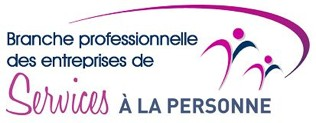 Branche professionnelle
des entreprises de
Services À LA PERSONNE